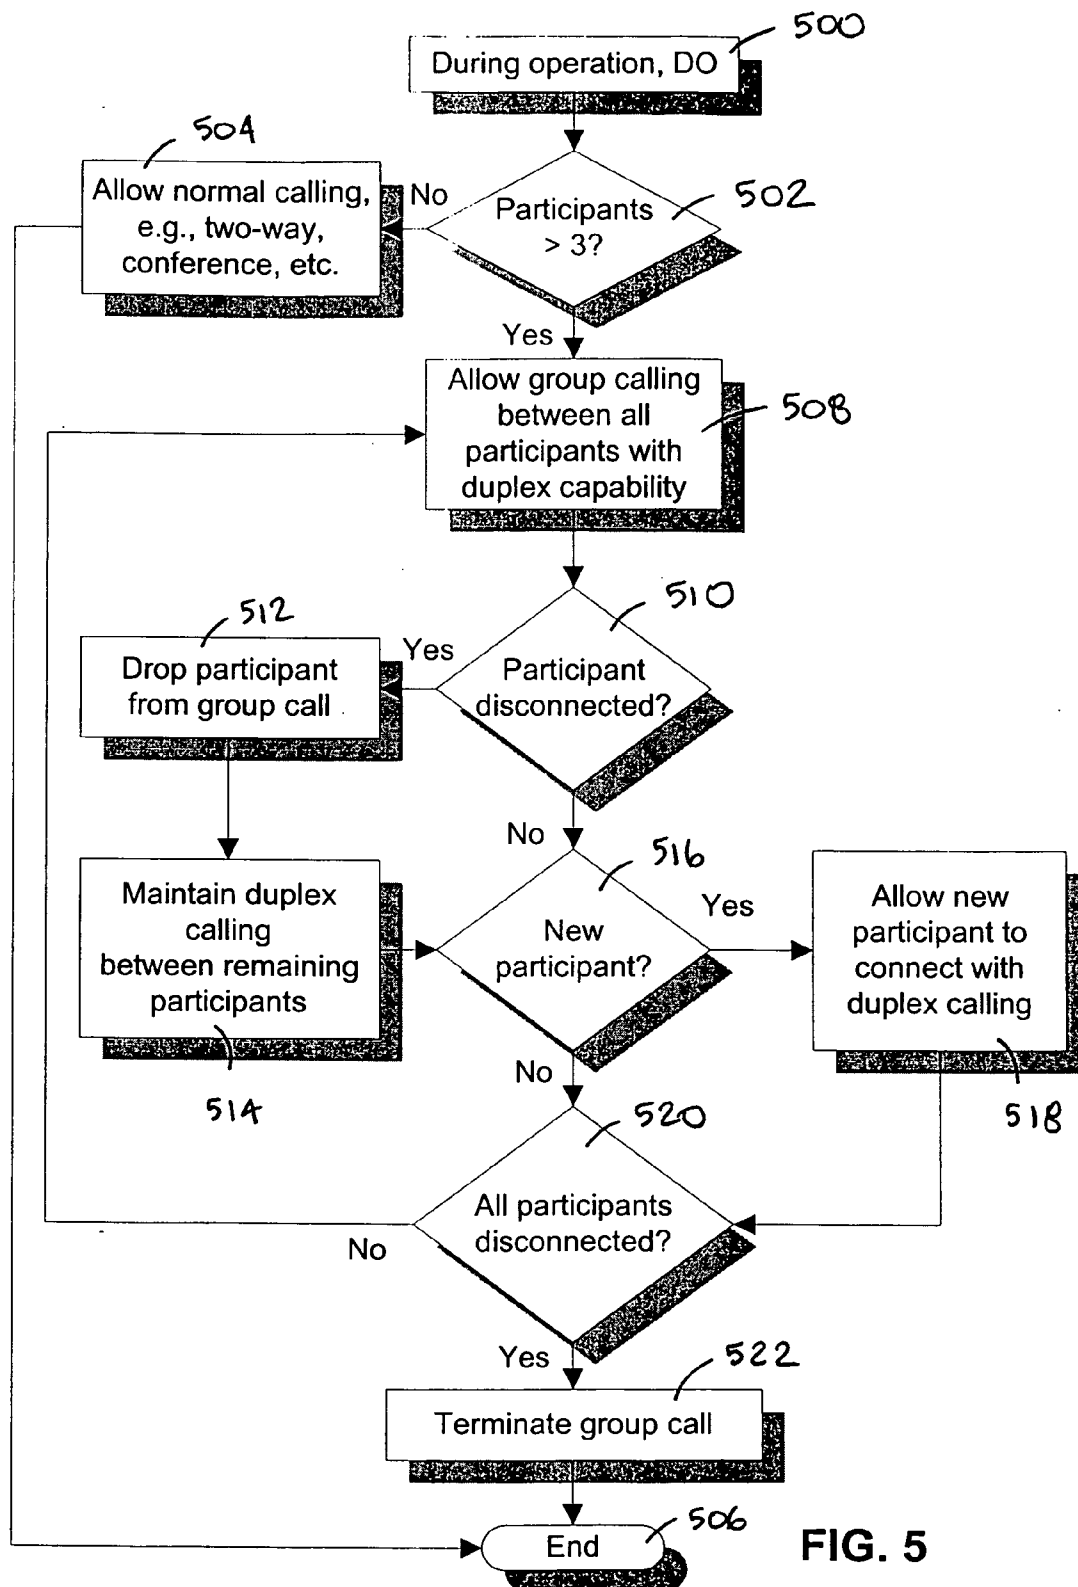 500
During operation, DO
504
Allow normal calling,
e.g., two-way,
conference, etc.
No
Participants
> 3?
502
Yes
Allow group calling
between all
participants with
duplex capability
508
510
512
Yes
Drop participant
from group call
Participant
disconnected?
No
516
Maintain duplex
calling
between remaining
participants
New
participant?
Yes
Allow new
participant to
connect with
duplex calling
514
No
518
520
All participants
disconnected?
No
Yes
522
Terminate group call
506
End
FIG. 5